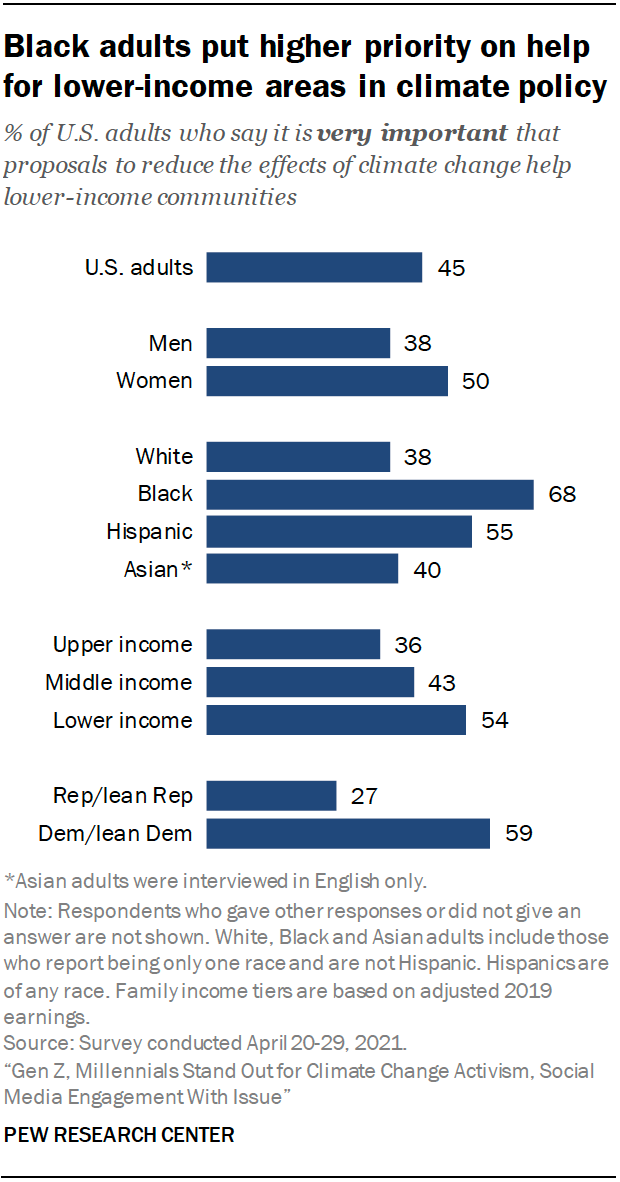 Black adults put higher priority on help
for lower-income areas in climate policy
% of U.S. adults who say it is very important that
proposals to reduce the effects of climate change help
lower-income communities
U.S. adults 45
Men 38
Women 50
White 38
Black 68
Hispanic 55
Asian* 40
Upper income 36
Middle income 43
Lower income 54
Rep/lean Rep 27
Dem/lean Dem 59
*Asian adults were interviewed in English only.
Note: Respondents who gave other responses or did not give an
answer are not shown. White, Black and Asian adults include those
who report being only one race and are not Hispanic. Hispanics are
of any race. Family income tiers are based on adjusted 2019
earnings.
Source: Survey conducted April 20-29, 2021.
“Gen Z, Millennials Stand Out for Climate Change Activism, Social
Media Engagement With Issue”
PEW RESEARCH CENTER